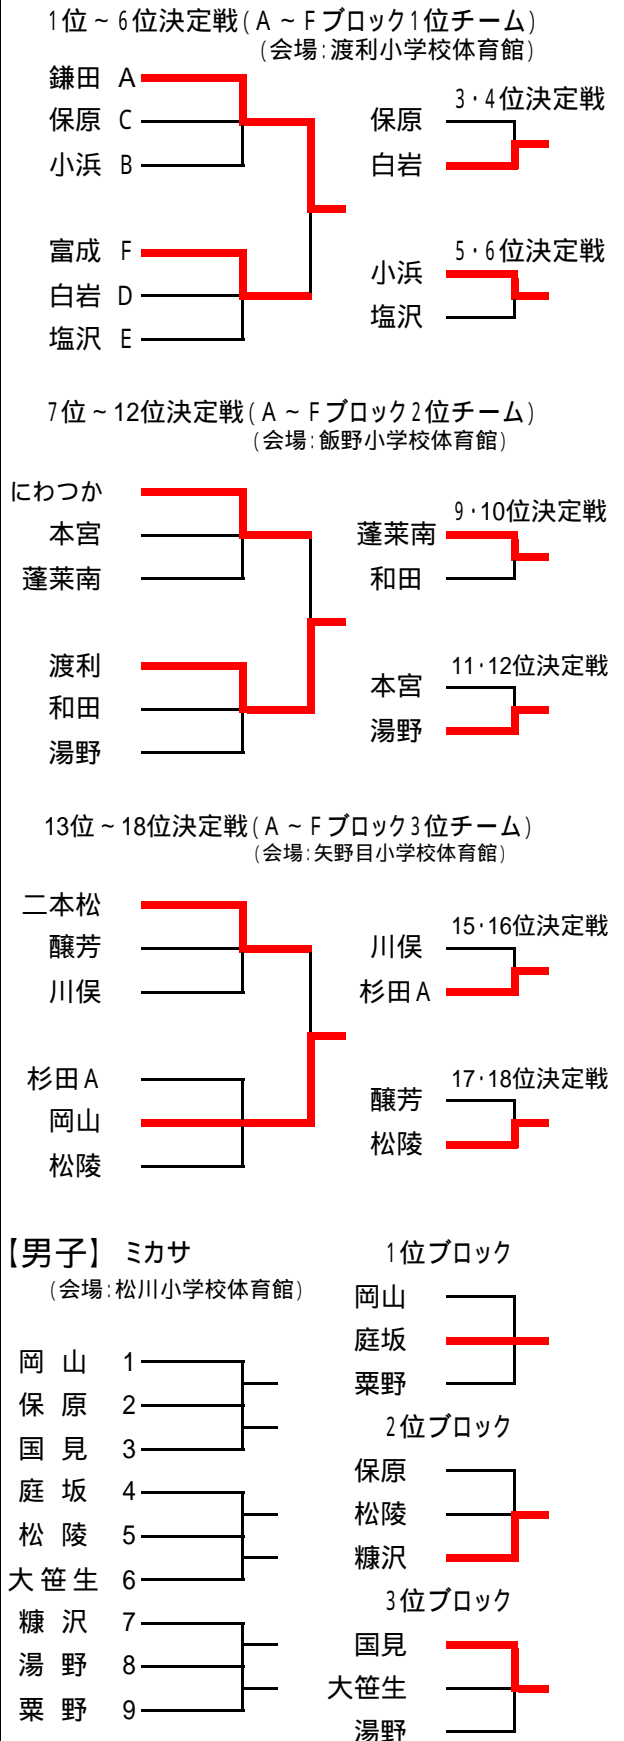 1位～6位決定戦(A～Fブロック1位チーム)
(会場:渡利小学校体育館)
鎌田 A
保原 C
小浜 B
富成 F
白岩 D
塩沢 E
3・4位決定戦
保原
白岩
5・6位決定戦
小浜
塩沢
7位～12位決定戦(A～Fブロック2位チーム)
(会場:飯野小学校体育館)
にわつか
本宮
蓬莱南
渡利
和田
湯野
9・10位決定戦
蓬莱南
和田
11・12位決定戦
本宮
湯野
13位～18位決定戦(A～Fブロック3位チーム)
(会場:矢野目小学校体育館)
二本松
醸芳
川俣
杉田A
岡山
松陵
15・16位決定戦
川俣
杉田A
17・18位決定戦
醸芳
松陵
【男子】 ミカサ
(会場:松川小学校体育館)
岡 山 1
保 原 2
国 見 3
庭 坂 4
松 陵 5
大笹生 6
糠 沢 7
湯 野 8
粟 野 9
1位ブロック
岡山
庭坂
粟野
2位ブロック
保原
松陵
糠沢
3位ブロック
国見
大笹生
湯野